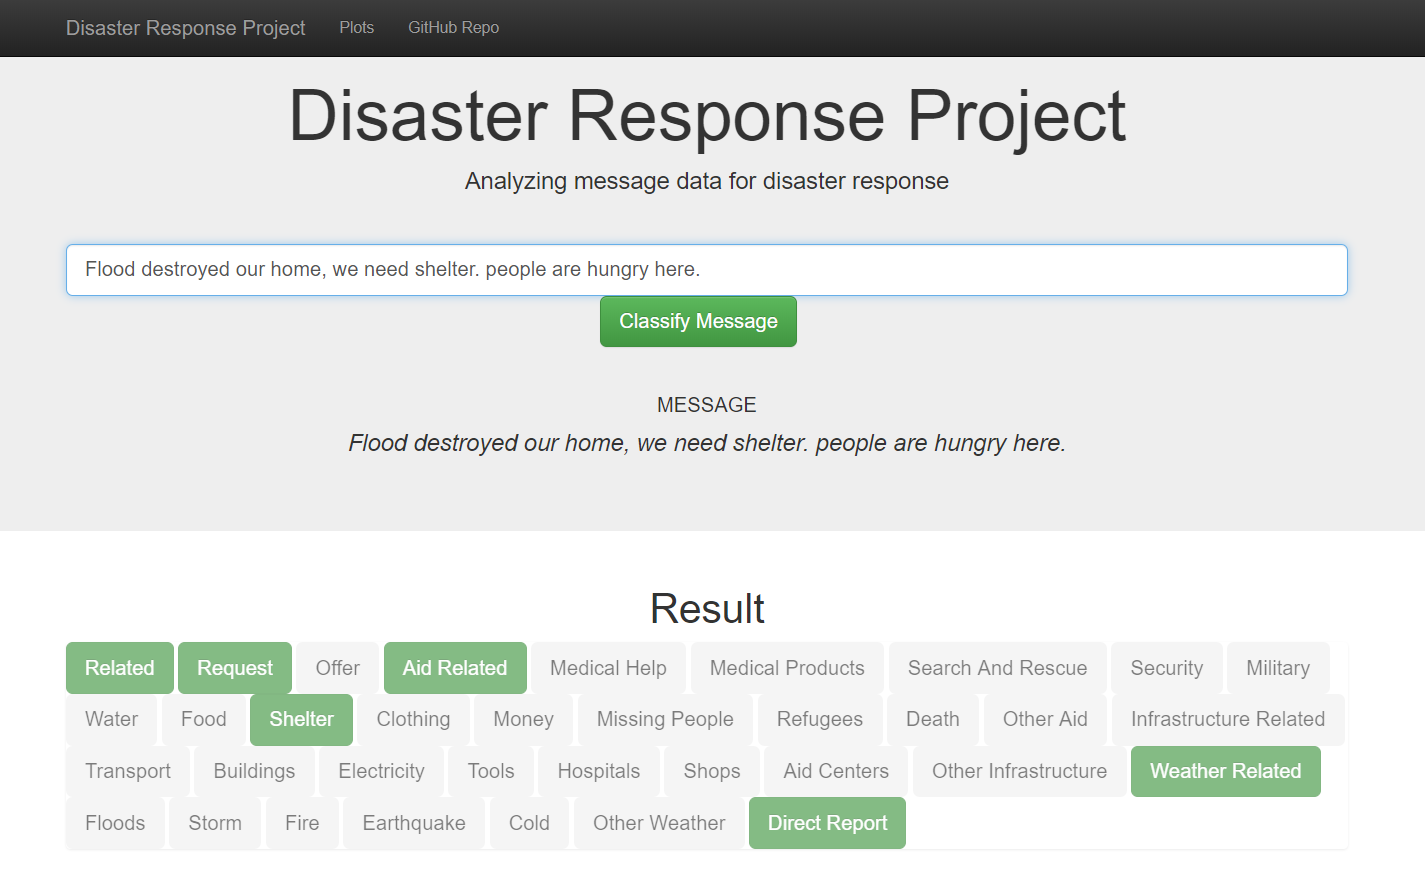 Disaster Response Project Plots GitHub Repo
Disaster Response Project
Analyzing message data for disaster response
Flood destroyed our home, we need shelter. people are hungry here.
Classify Message
MESSAGE
Flood destroyed our home, we need shelter. people are hungry here.
Result
Related Request Offer Aid Related Medical Help Medical Products Search And Rescue Security Military
Water Food Shelter Clothing Money Missing People Refugees Death Other Aid Infrastructure Related
Transport Buildings Electricity Tools Hospitals Shops Aid Centers Other Infrastructure Weather Related
Floods Storm Fire Earthquake Cold Other Weather Direct Report